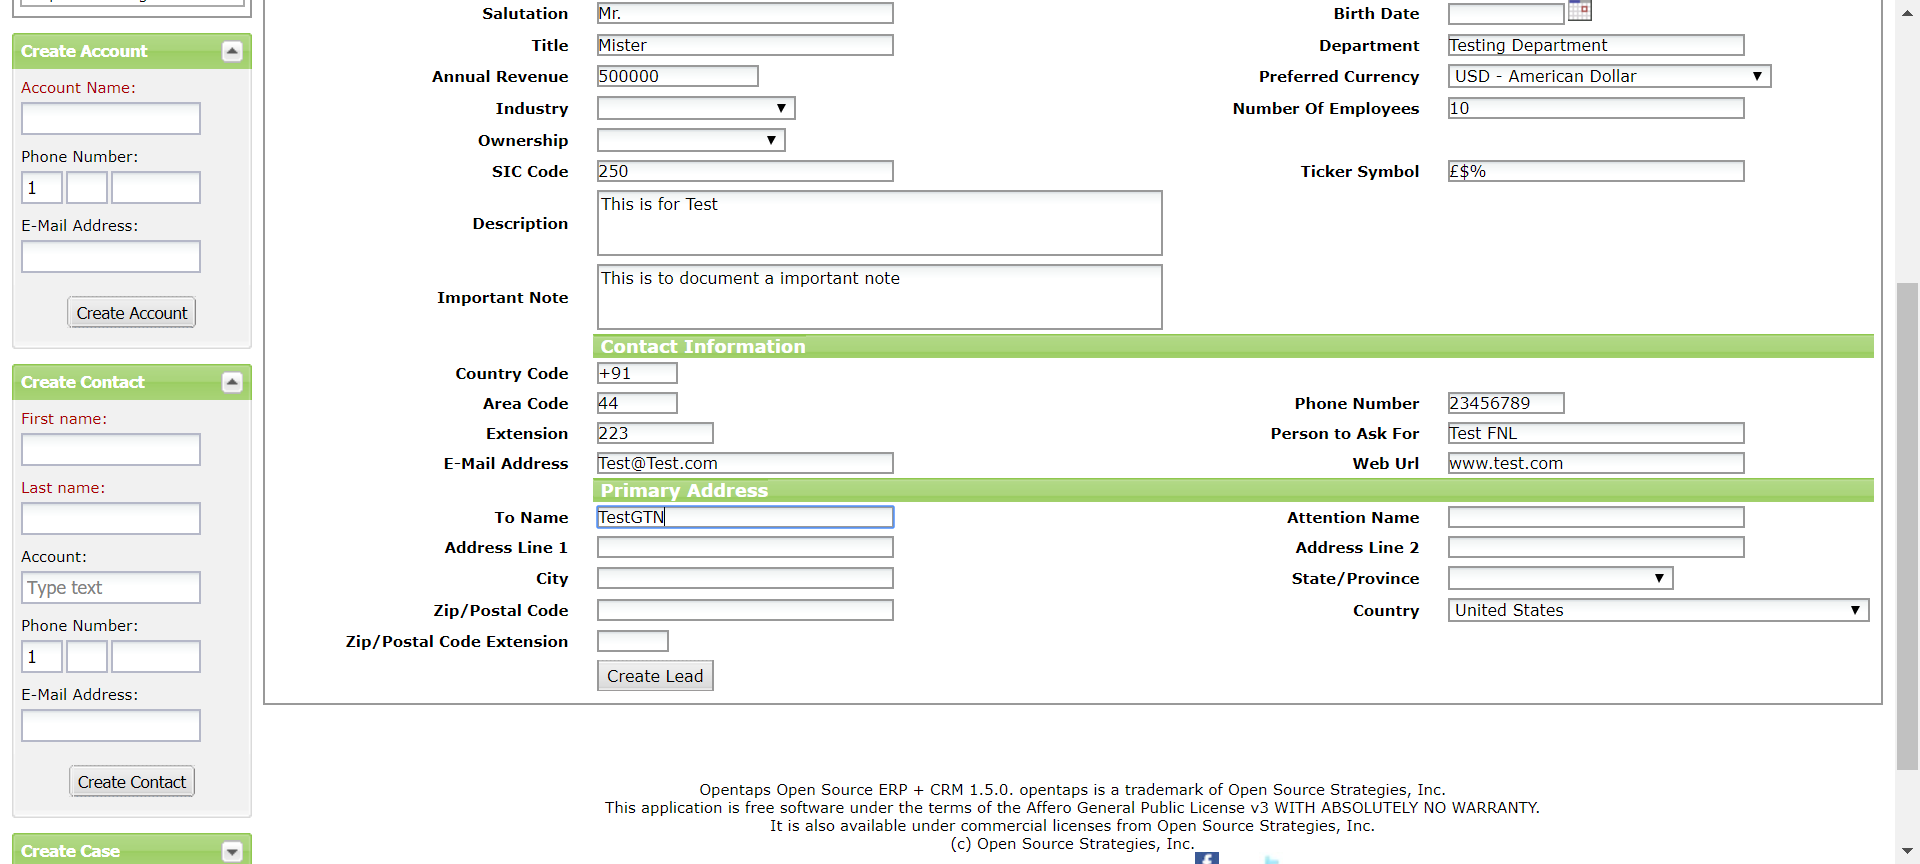 Create Account
Account Name:
Phone Number:
1
E-Mail Address:
Create Account
Create Contact
First name:
Last name:
Account:
Type text
Phone Number:
1
E-Mail Address:
Create Contact
Create Case
Salutation Mr. Birth Date
Title Mister Department Testing Department
Annual Revenue 500000 Preferred Currency USD - American Dollar
Industry Number Of Employees 10
Ownership
SIC Code 250 Ticker Symbol £$%
Description This is for Test
Important Note This is to document a important note
Contact Information
Country Code +91
Area Code 44 Phone Number 23456789
Extension 223 Person to Ask For Test FNL
E-Mail Address Test@Test.com Web Url www.test.com
Primary Address
To Name TestGTN Attention Name
Address Line 1 Address Line 2
City State/Province
Zip/Postal Code Country United States
Zip/Postal Code Extension
Create Lead
Opentaps Open Source ERP + CRM 1.5.0. opentaps is a trademark of Open Source Strategies, Inc.
This application is free software under the terms of the Affero General Public License v3 WITH ABSOLUTELY NO WARRANTY.
It is also available under commercial licenses from Open Source Strategies, Inc.
(c) Open Source Strategies, Inc.